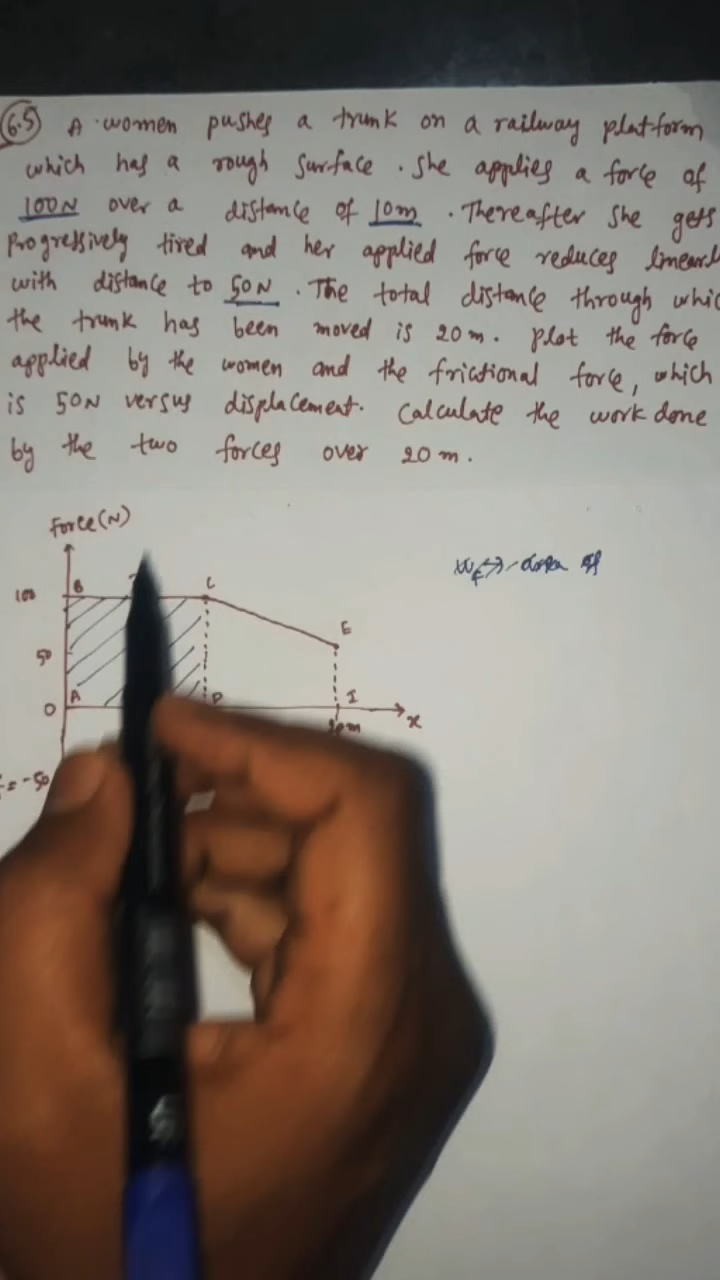 6.5 A women pushes a trunk on a railway platform
which has a rough surface. She applies a force of
100N over a distance of 10m. Thereafter she gets
Progressively tired and her applied force reduces linearl
with distance to 50N. The total distance through whic
the trunk has been moved is 20m. Plot the force
applied by the women and the frictional force, which
is 50N versus displacement. Calculate the work done
by the two forces over 20m.
Force(N)
100 B C
E
50
0 A D I x
20m
= -50